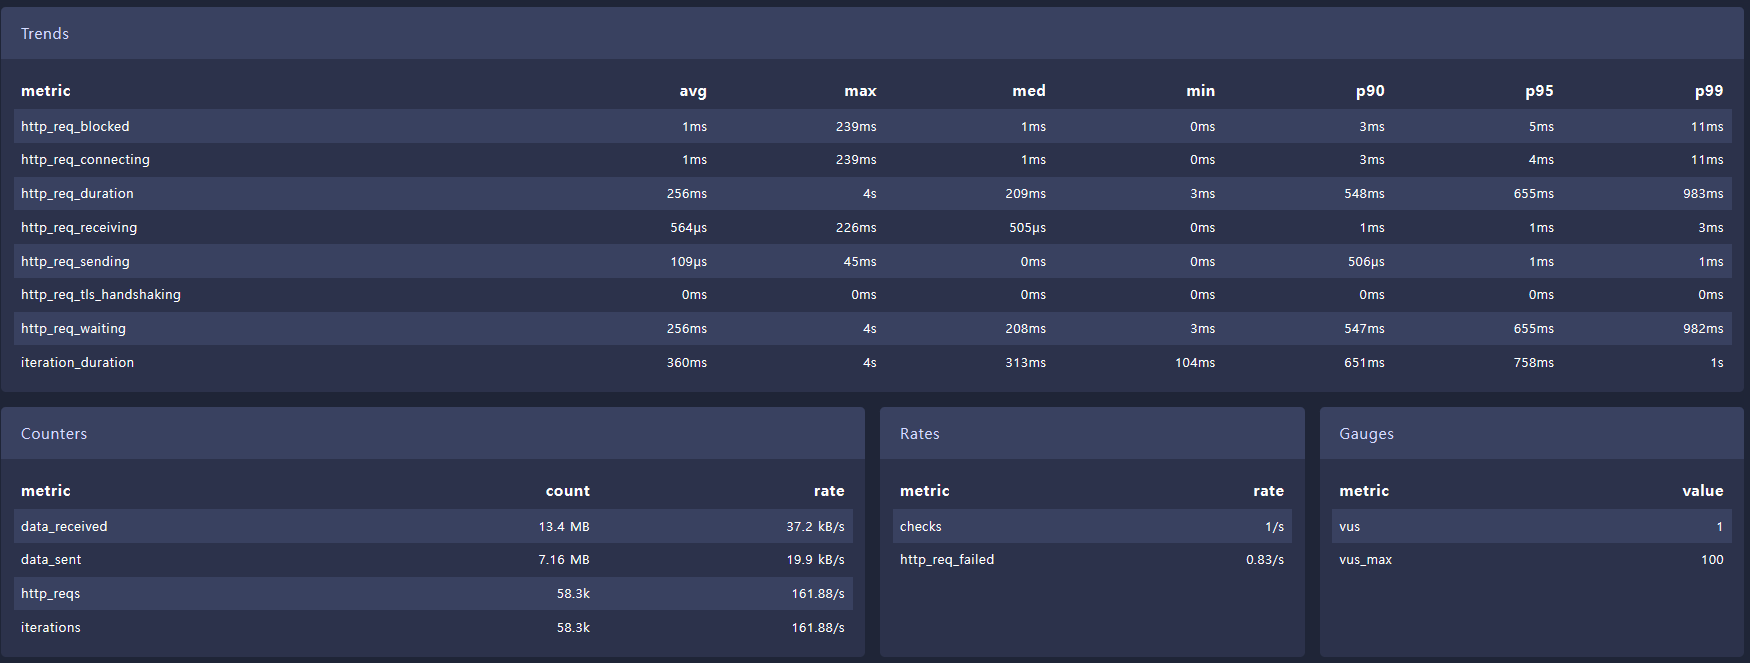 Trends
metric avg max med min p90 p95 p99
http_req_blocked 1ms 239ms 1ms 0ms 3ms 5ms 11ms
http_req_connecting 1ms 239ms 1ms 0ms 3ms 4ms 11ms
http_req_duration 256ms 4s 209ms 3ms 548ms 655ms 983ms
http_req_receiving 564µs 226ms 505µs 0ms 1ms 1ms 3ms
http_req_sending 109µs 45ms 0ms 0ms 506µs 1ms 1ms
http_req_tls_handshaking 0ms 0ms 0ms 0ms 0ms 0ms 0ms
http_req_waiting 256ms 4s 208ms 3ms 547ms 655ms 982ms
iteration_duration 360ms 4s 313ms 104ms 651ms 758ms 1s
Counters
metric count rate
data_received 13.4 MB 37.2 kB/s
data_sent 7.16 MB 19.9 kB/s
http_reqs 58.3k 161.88/s
iterations 58.3k 161.88/s
Rates
metric rate
checks 1/s
http_req_failed 0.83/s
Gauges
metric value
vus 1
vus_max 100